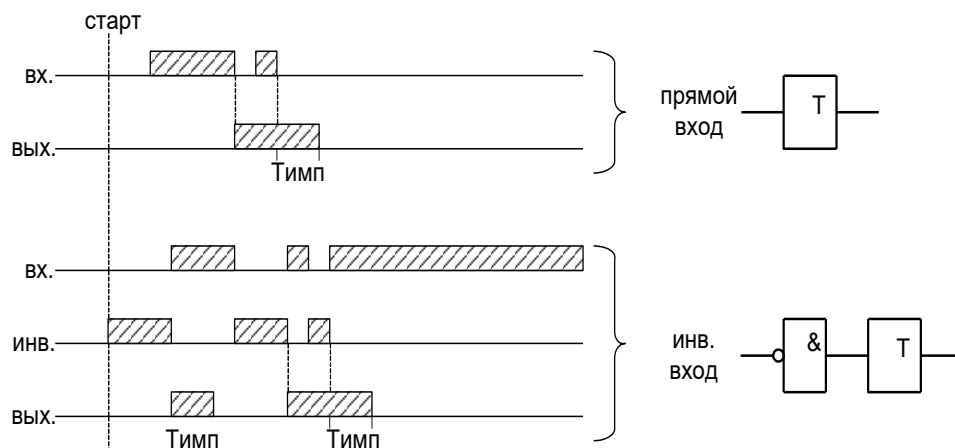 старт
вх.
вых.
Тимп
прямой
вход
Т
вх.
инв.
вых.
Тимп
Тимп
инв.
вход
&
Т